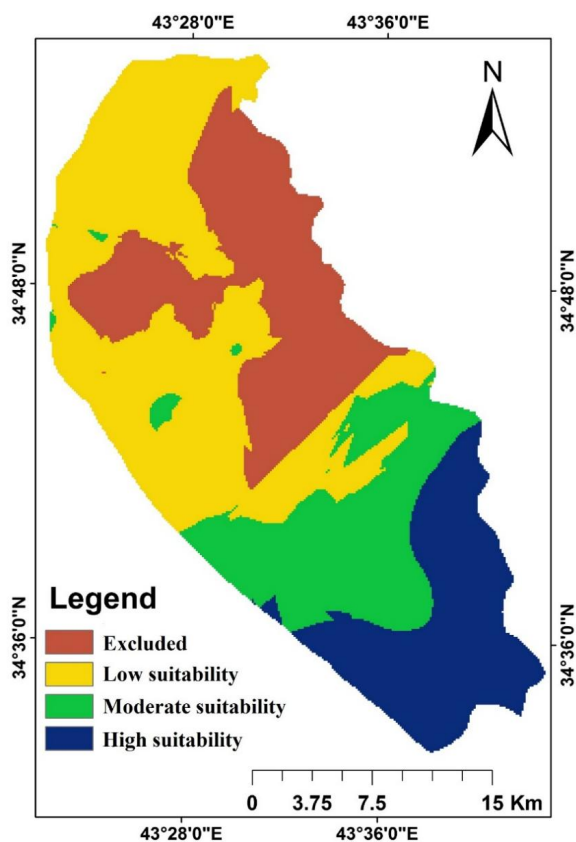 43°28'0"E 43°36'0"E
N
34°48'0"N 34°48'0"N
Legend
Excluded
Low suitability
Moderate suitability
High suitability
34°36'0"N 34°36'0"N
0 3.75 7.5 15 Km
43°28'0"E 43°36'0"E